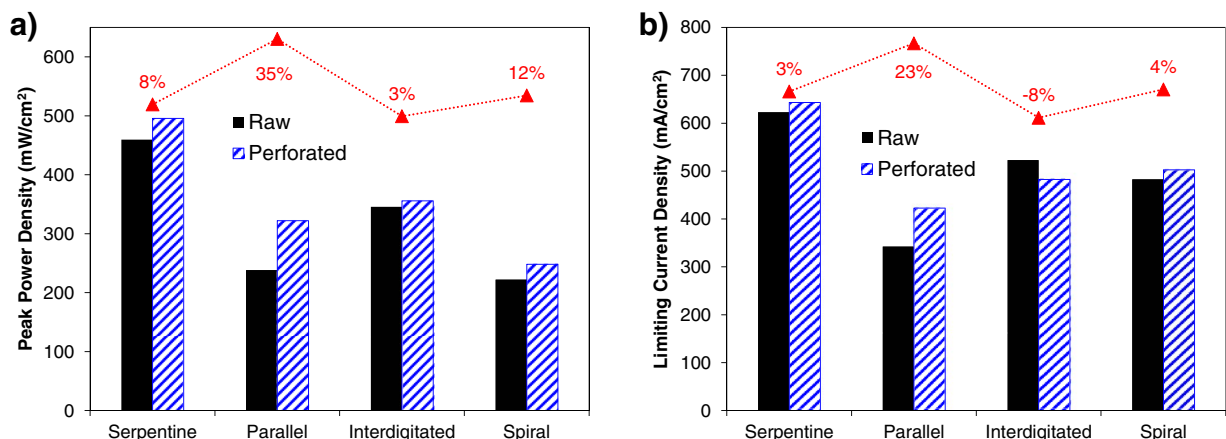 a)
Peak Power Density (mW/cm²)
600
500
400
300
200
100
0
8%
35%
3%
12%
Raw
Perforated
Serpentine
Parallel
Interdigitated
Spiral
b)
Limiting Current Density (mA/cm²)
800
700
600
500
400
300
200
100
0
3%
23%
-8%
4%
Raw
Perforated
Serpentine
Parallel
Interdigitated
Spiral